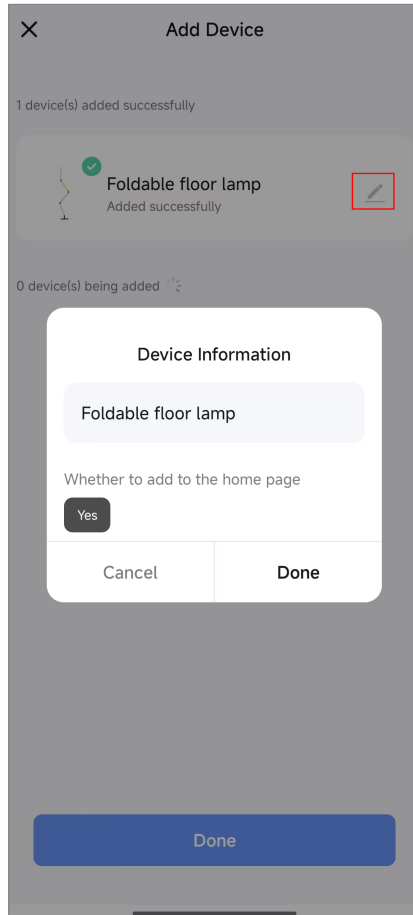 Add Device
1 device(s) added successfully
Foldable floor lamp
Added successfully
0 device(s) being added
Device Information
Foldable floor lamp
Whether to add to the home page
Yes
Cancel
Done
Done